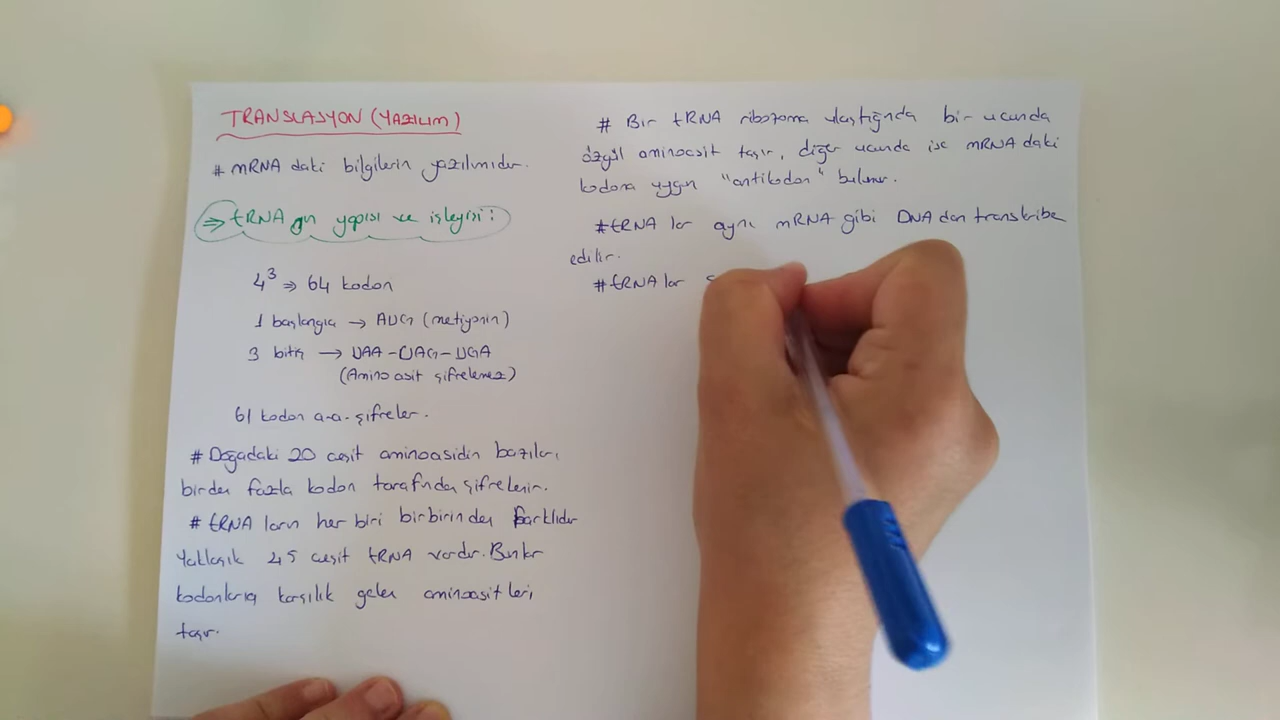 TRANSLASYON (YAZILIM)
# mRNA daki bilgilerin yazılımıdır.
⇒ tRNA nın yapısı ve işleyişi:
4³ ⇒ 64 kodon
1 başlangıç → AUG (metiyonin)
3 bitiş → UAA - UAG - UGA
(Amino asit şifrelemez)
61 kodon a.a. şifreler.
# Doğadaki 20 çeşit aminoasidin bazıları
birden fazla kodon tarafından şifrelenir.
# tRNA ların her biri birbirinden farklıdır
Yaklaşık 45 çeşit tRNA vardır. Bunlar
kodonlara karşılık gelen aminoasitleri
taşır.
# Bir tRNA ribozoma ulaştığında bir ucunda
özgül aminoasit taşır, diğer ucunda ise mRNA daki
kodona uygun "antikodon" bulunur.
# tRNA lar aynı mRNA gibi DNA dan transkribe
edilir.
# tRNA lar